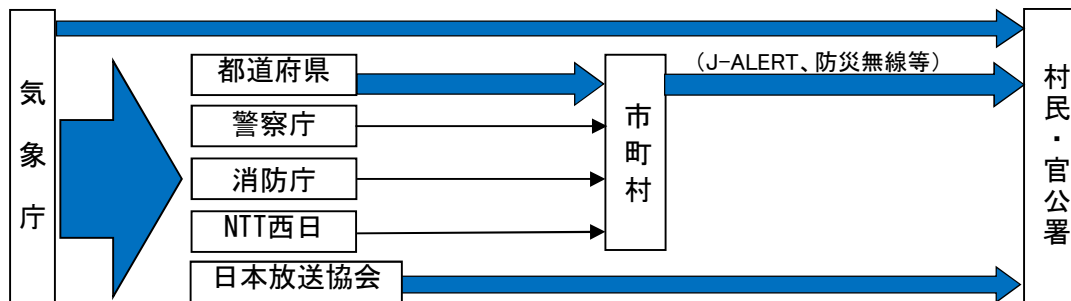 気象庁
都道府県
警察庁
消防庁
NTT西日
日本放送協会
市町村
（J-ALERT、防災無線等）
村民・官公署